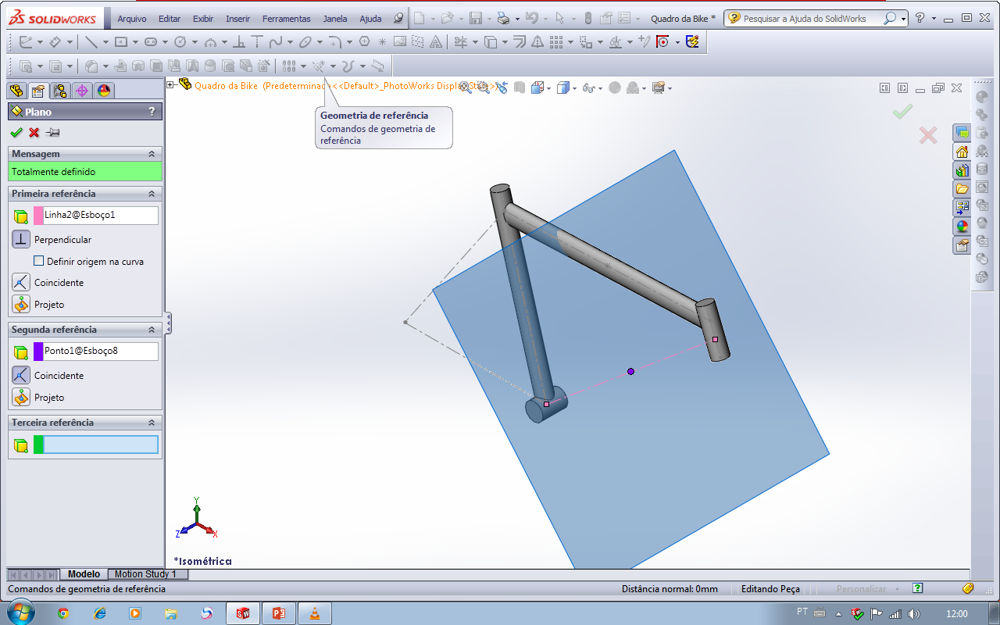 SOLIDWORKS Arquivo Editar Exibir Inserir Ferramentas Janela Ajuda Quadro da Bike * Pesquisar a Ajuda do SolidWorks
Quadro da Bike (Predeterminado<<Default>_PhotoWorks Display State>)
Geometria de referência
Comandos de geometria de
referência
Plano ?
Mensagem
Totalmente definido
Primeira referência
Linha2@Esboço1
Perpendicular
Definir origem na curva
Coincidente
Projeto
Segunda referência
Ponto1@Esboço8
Coincidente
Projeto
Terceira referência
Y
Z
X
*Isométrica
Modelo Motion Study 1
Comandos de geometria de referência Distância normal: 0mm Editando Peça Personalizar
PT 12:00